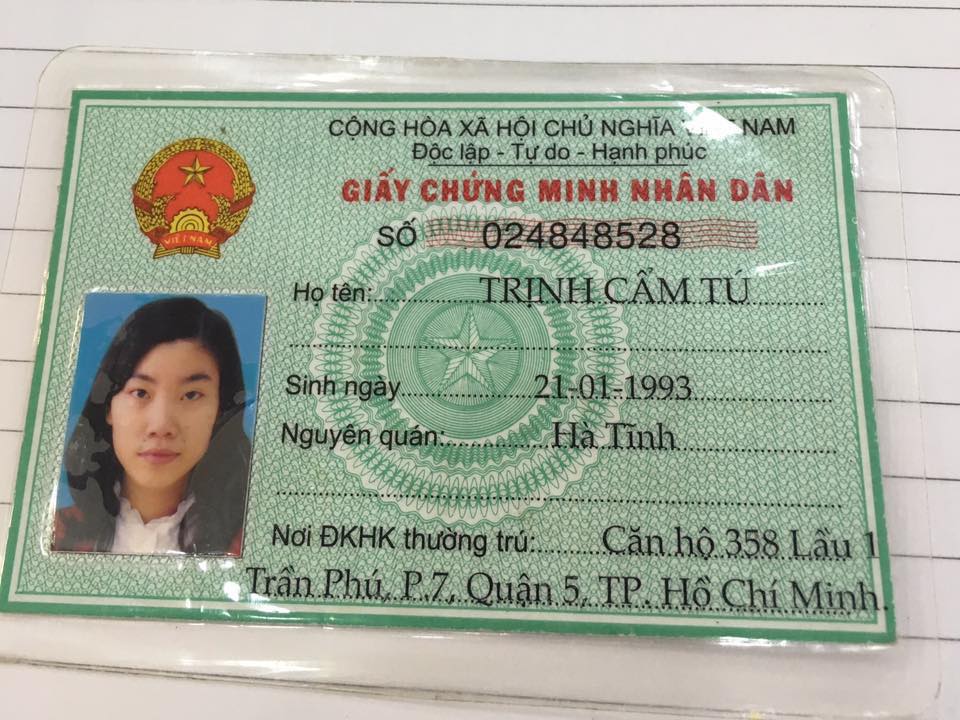 CỘNG HÒA XÃ HỘI CHỦ NGHĨA VIỆT NAM
Độc lập - Tự do - Hạnh phúc
GIẤY CHỨNG MINH NHÂN DÂN
SỐ 024848528
Họ tên: TRỊNH CẨM TÚ
Sinh ngày 21-01-1993
Nguyên quán: Hà Tĩnh
Nơi ĐKHK thường trú: Căn hộ 358 Lầu 1
Trần Phú, P.7, Quận 5, TP. Hồ Chí Minh.
VIỆT NAM